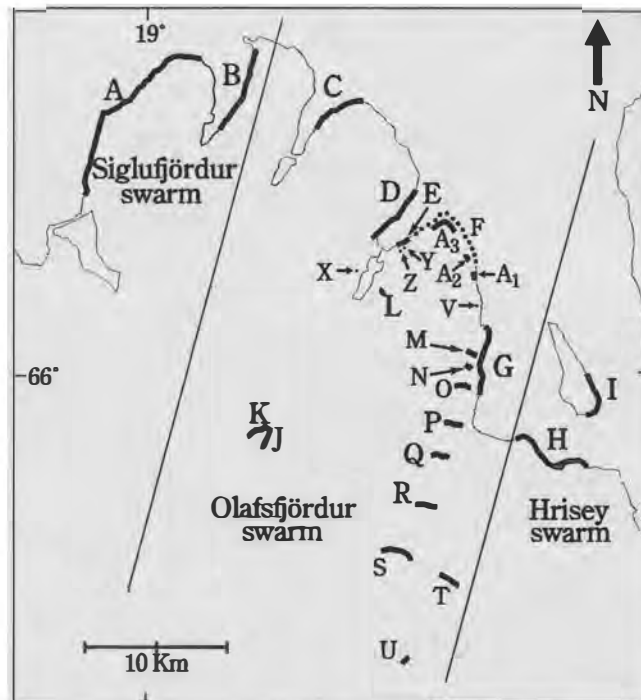 19°
N
A
B
C
Siglufjördur
swarm
D
E
F
A3
X
Z
Y
A2
A1
L
V
M
66°
N
G
O
I
K
J
P
H
Q
Olafsfjördur
swarm
R
Hrisey
swarm
S
T
10 Km
U